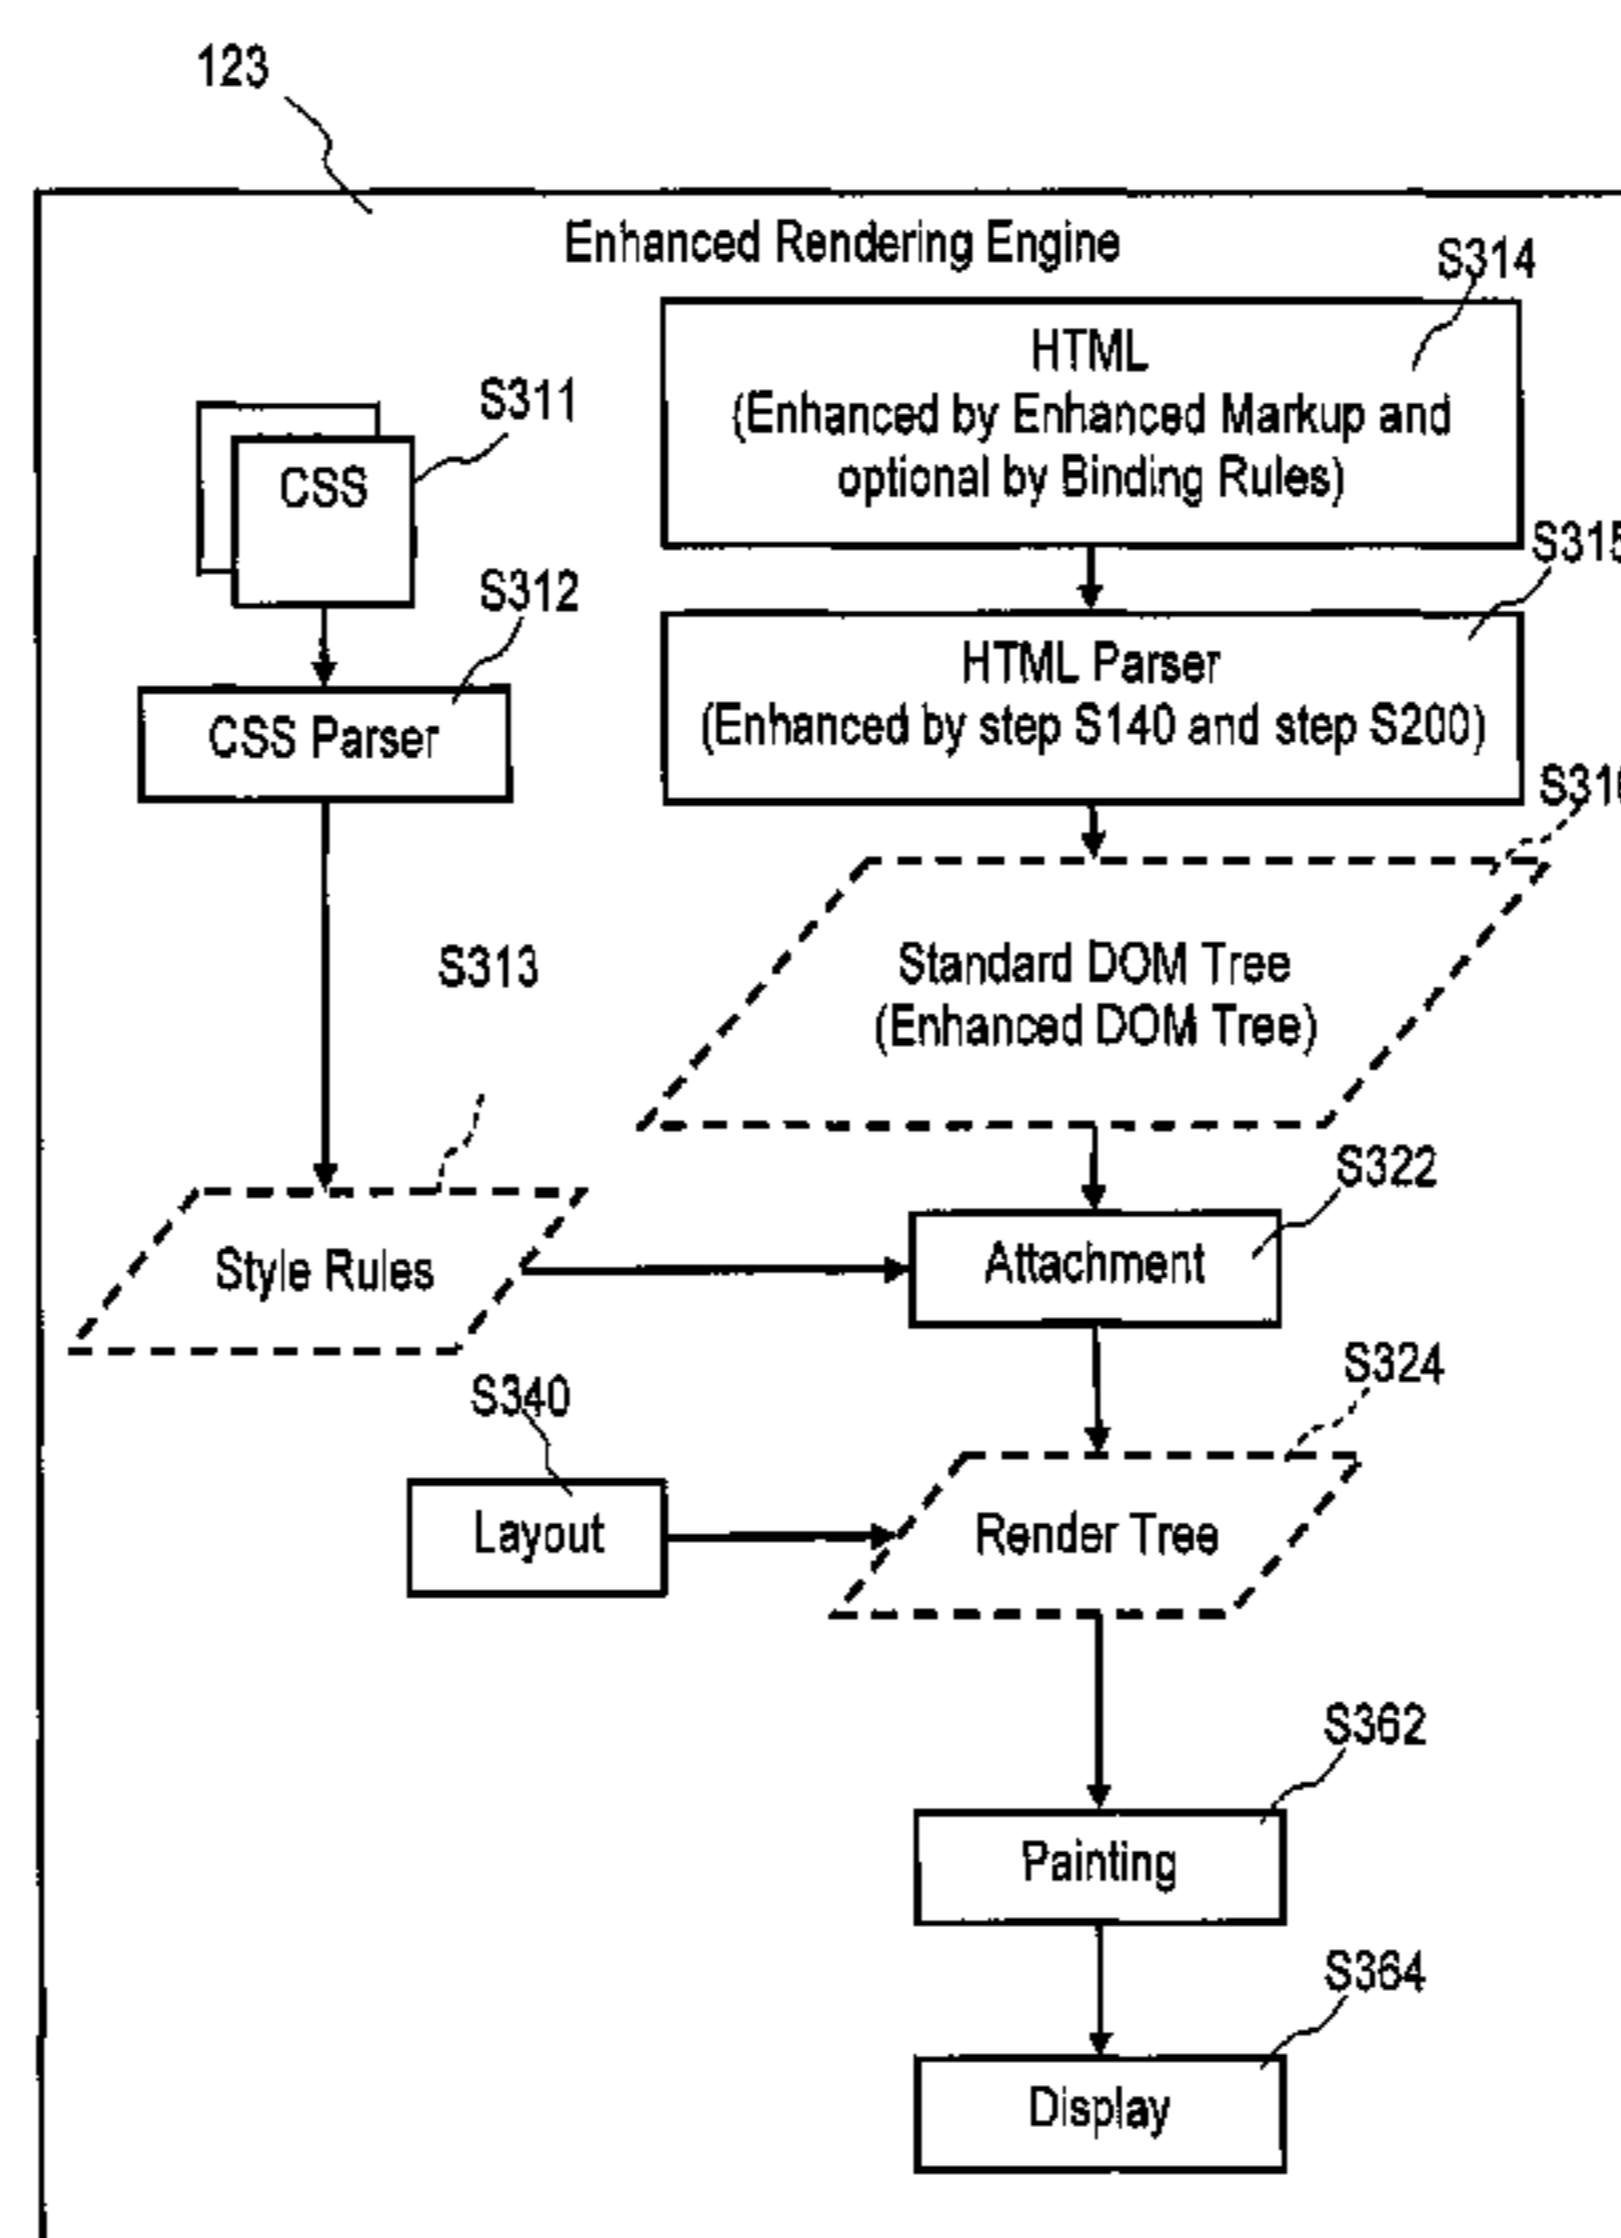 123
Enhanced Rendering Engine
S314
HTML
(Enhanced by Enhanced Markup and
optional by Binding Rules)
S311
CSS
S315
S312
HTML Parser
(Enhanced by step S140 and step S200)
CSS Parser
S316
S313
Standard DOM Tree
(Enhanced DOM Tree)
S322
Style Rules
Attachment
S324
S340
Layout
Render Tree
S362
Painting
S364
Display